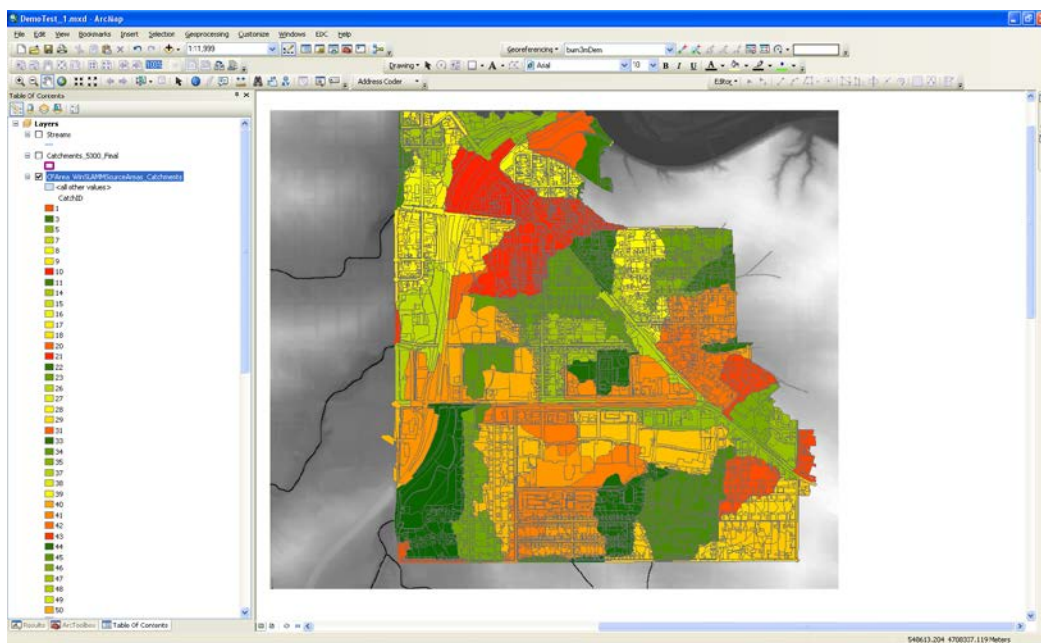 DemoTest_1.mxd - ArcMap
File Edit View Bookmarks Insert Selection Geoprocessing Customize Windows EDC Help
1:11,999
Georeferencing burn3mDem
Drawing A Arial 10 B I U A
Address Coder
Editor
Table Of Contents
Layers
Streams
Catchments_5000_Final
CPArea_WinSLAMMSourceAreas_Catchments
<all other values>
CatchID
1
3
5
7
8
9
10
11
14
15
16
17
18
20
21
22
23
26
27
28
29
31
33
34
35
37
38
39
40
41
42
43
44
45
46
47
48
49
50
Results ArcToolbox Table Of Contents
548613.204 4708337.119 Meters